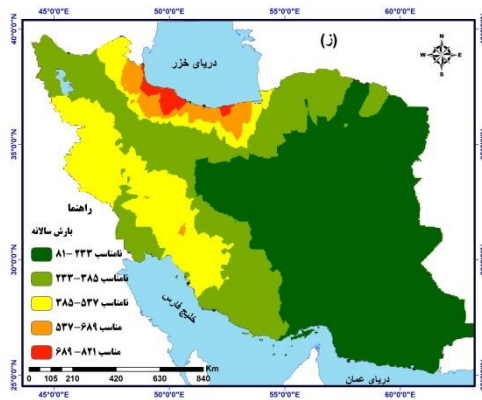 45°0'0"E 50°0'0"E 55°0'0"E 60°0'0"E
40°0'0"N
(ز)
N
W E
S
دریای خزر
35°0'0"N
راهنما
بارش سالانه
نامناسب ۲۳۳-۸۱
نامناسب ۳۸۵-۲۳۳
نامناسب ۵۳۷-۳۸۵
مناسب ۶۸۹-۵۳۷
مناسب ۸۲۱-۶۸۹
30°0'0"N
خلیج فارس
Km
0 105 210 420 630 840
25°0'0"N
دریای عمان
45°0'0"E 50°0'0"E 55°0'0"E 60°0'0"E